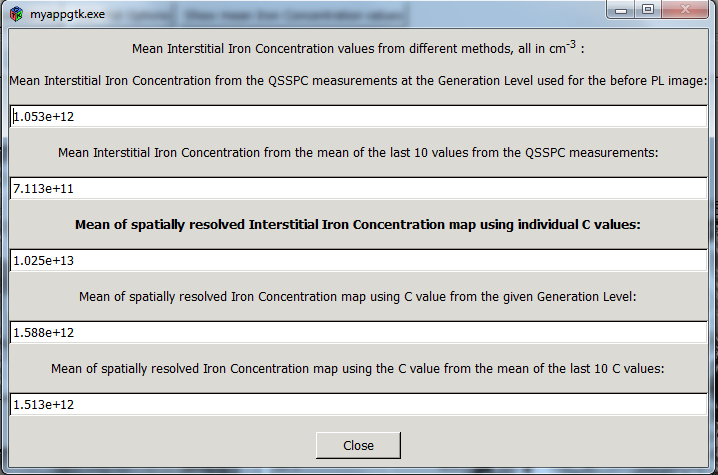 myappgtk.exe
Mean Interstitial Iron Concentration values from different methods, all in cm-3 :
Mean Interstitial Iron Concentration from the QSSPC measurements at the Generation Level used for the before PL image:
1.053e+12
Mean Interstitial Iron Concentration from the mean of the last 10 values from the QSSPC measurements:
7.113e+11
Mean of spatially resolved Interstitial Iron Concentration map using individual C values:
1.025e+13
Mean of spatially resolved Iron Concentration map using C value from the given Generation Level:
1.588e+12
Mean of spatially resolved Iron Concentration map using the C value from the mean of the last 10 C values:
1.513e+12
Close